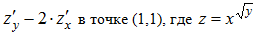 z′_y − 2 · z′_x в точке (1,1), где z = x^{√y}